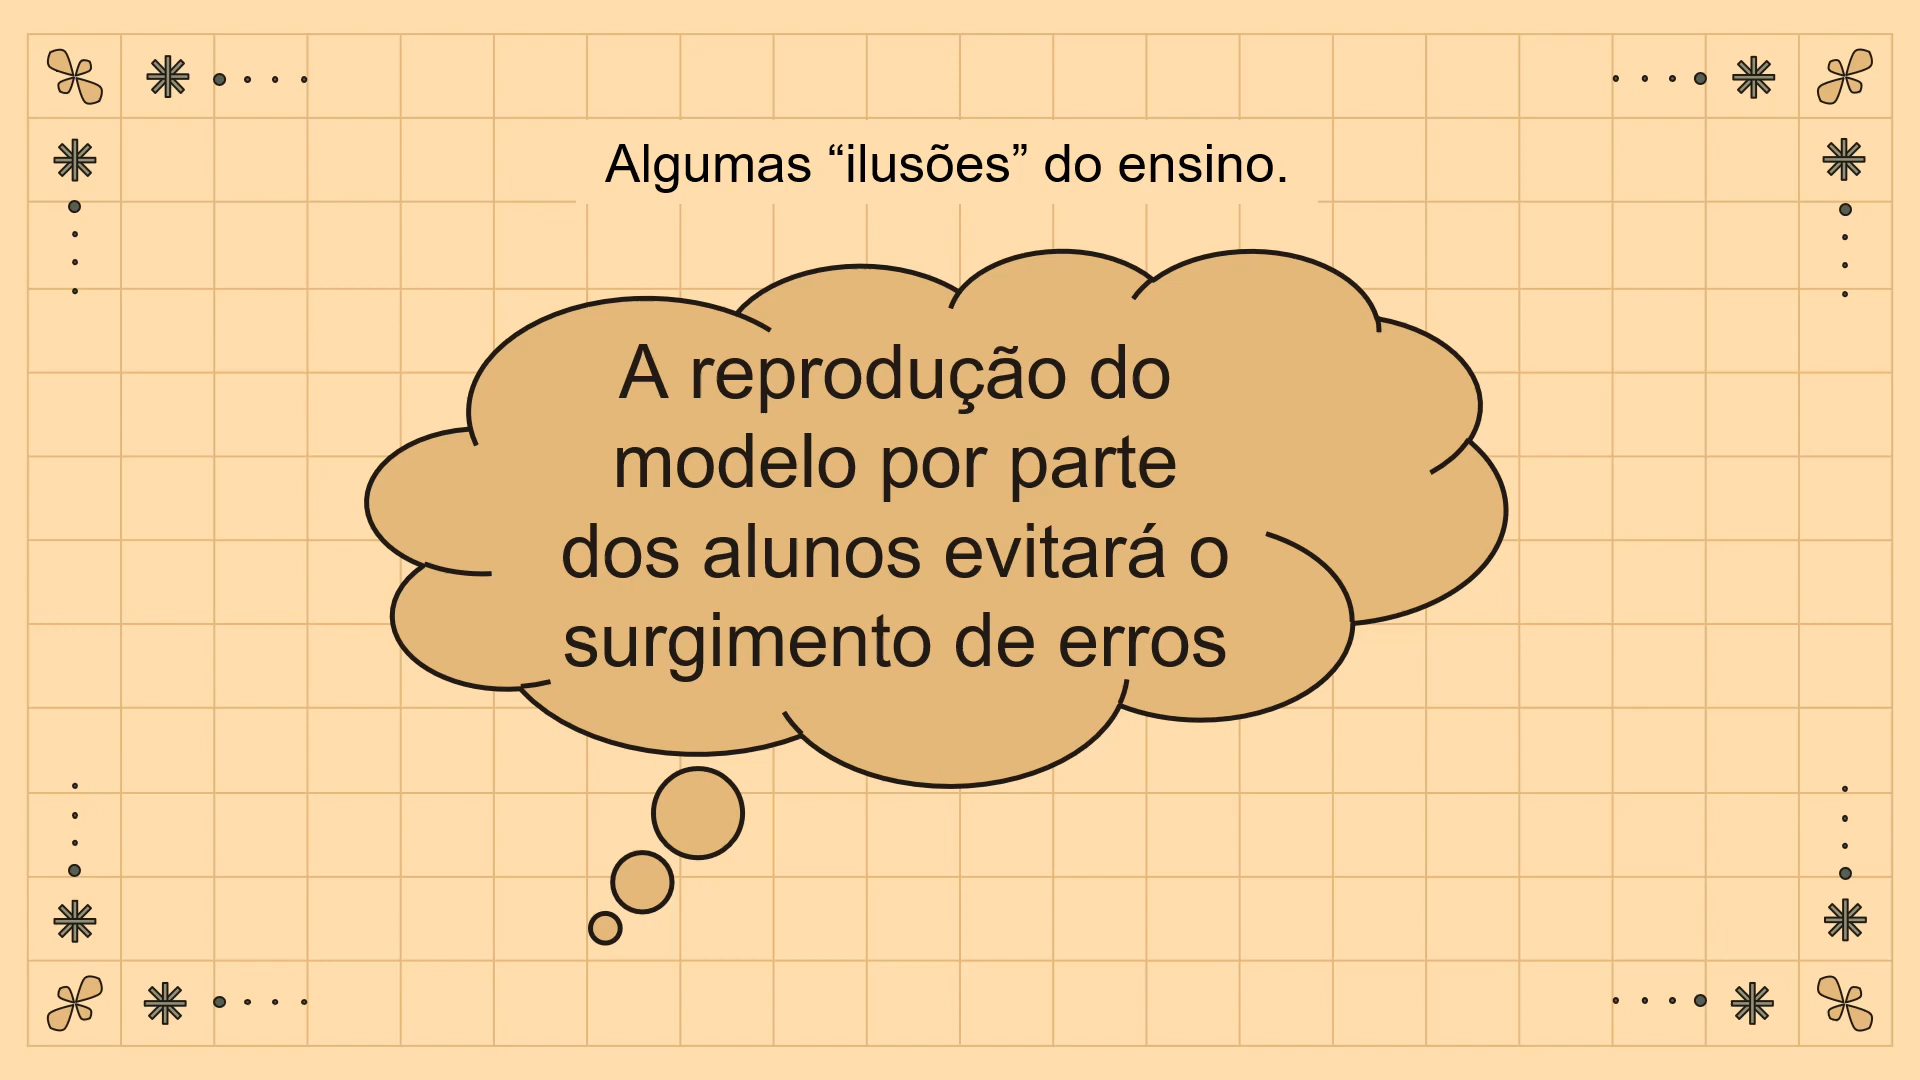 Algumas “ilusões” do ensino.
A reprodução do
modelo por parte
dos alunos evitará o
surgimento de erros